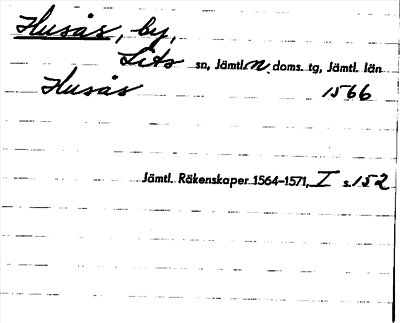 Husås, by,
Lits sn, Jämtl. n. doms. tg, Jämtl. län
Husås 1566
Jämtl. Räkenskaper 1564–1571, I s. 152